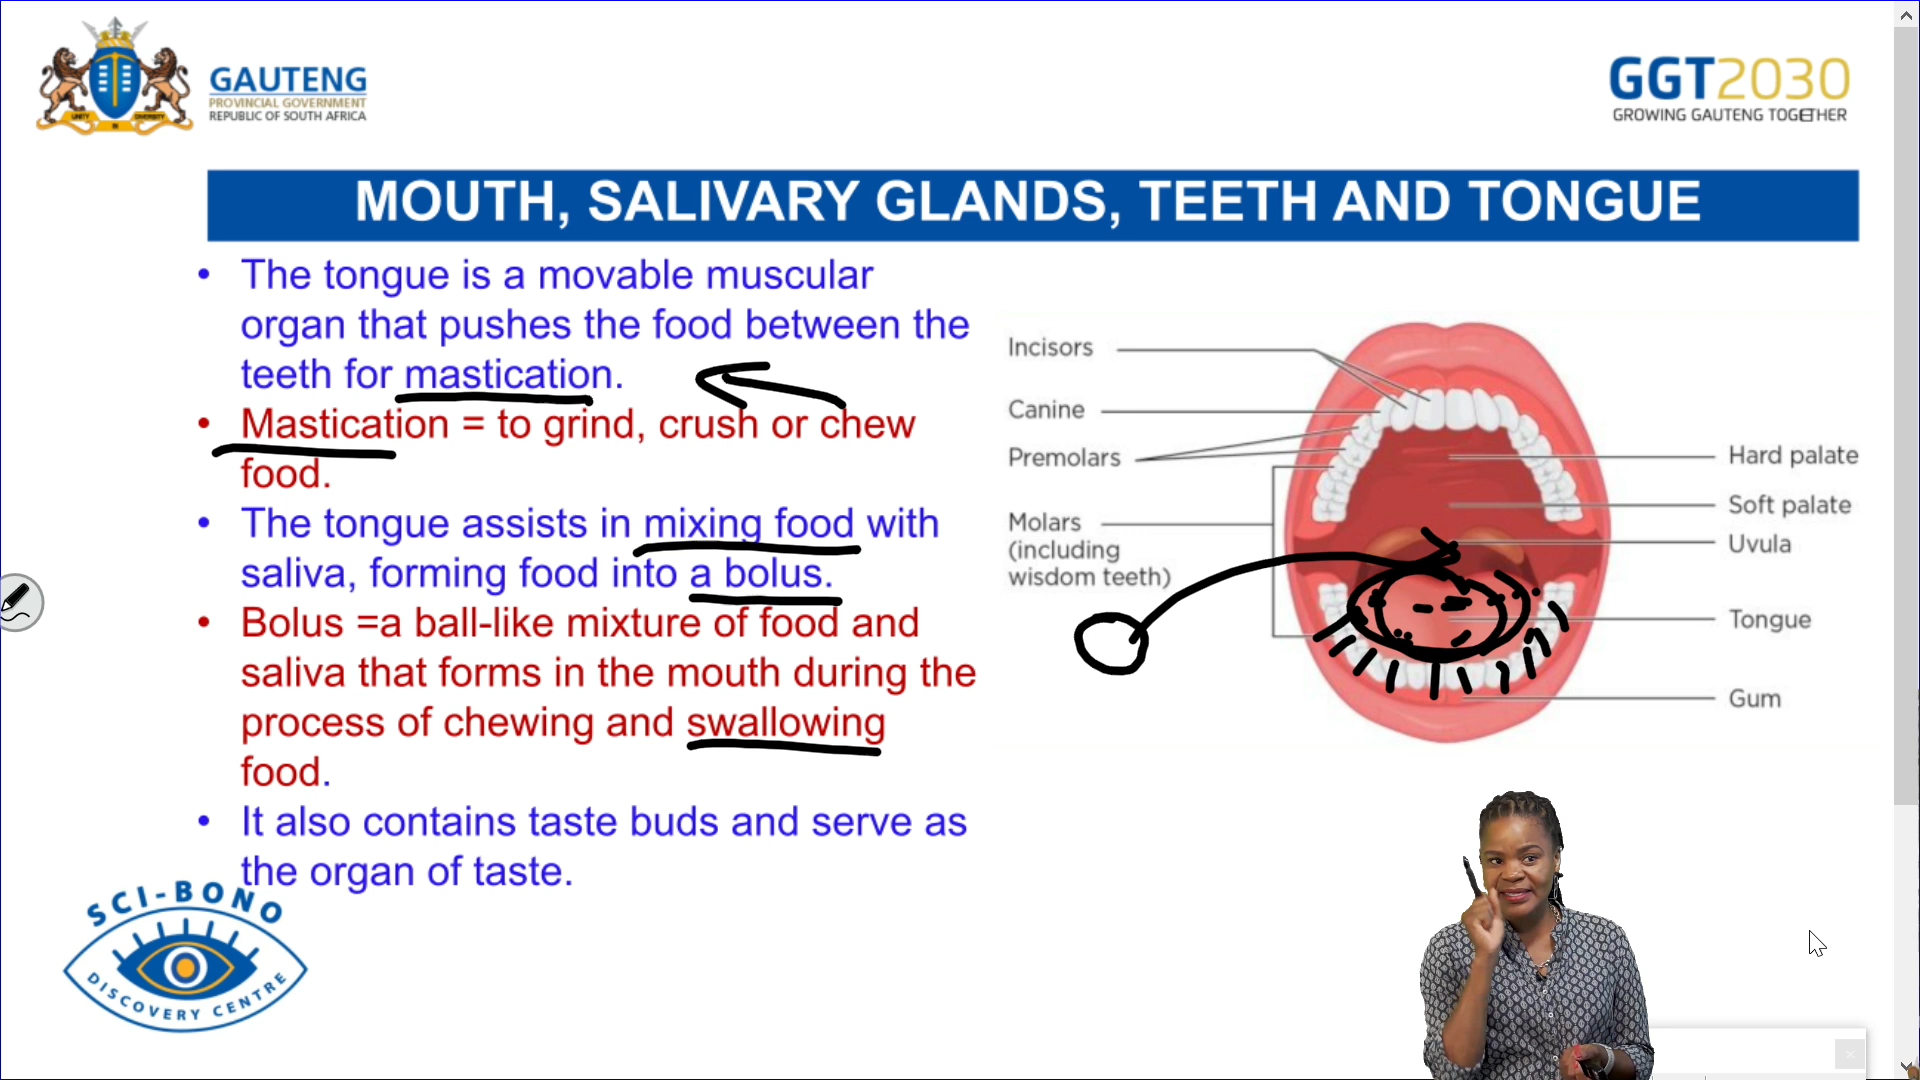 GAUTENG
PROVINCIAL GOVERNMENT
REPUBLIC OF SOUTH AFRICA
UNITY IN DIVERSITY
GGT2030
GROWING GAUTENG TOGETHER
MOUTH, SALIVARY GLANDS, TEETH AND TONGUE
• The tongue is a movable muscular
organ that pushes the food between the
teeth for mastication.
• Mastication = to grind, crush or chew
food.
• The tongue assists in mixing food with
saliva, forming food into a bolus.
• Bolus =a ball-like mixture of food and
saliva that forms in the mouth during the
process of chewing and swallowing
food.
• It also contains taste buds and serve as
the organ of taste.
Incisors
Canine
Premolars
Molars
(including
wisdom teeth)
Hard palate
Soft palate
Uvula
Tongue
Gum
SCI-BONO
DISCOVERY CENTRE